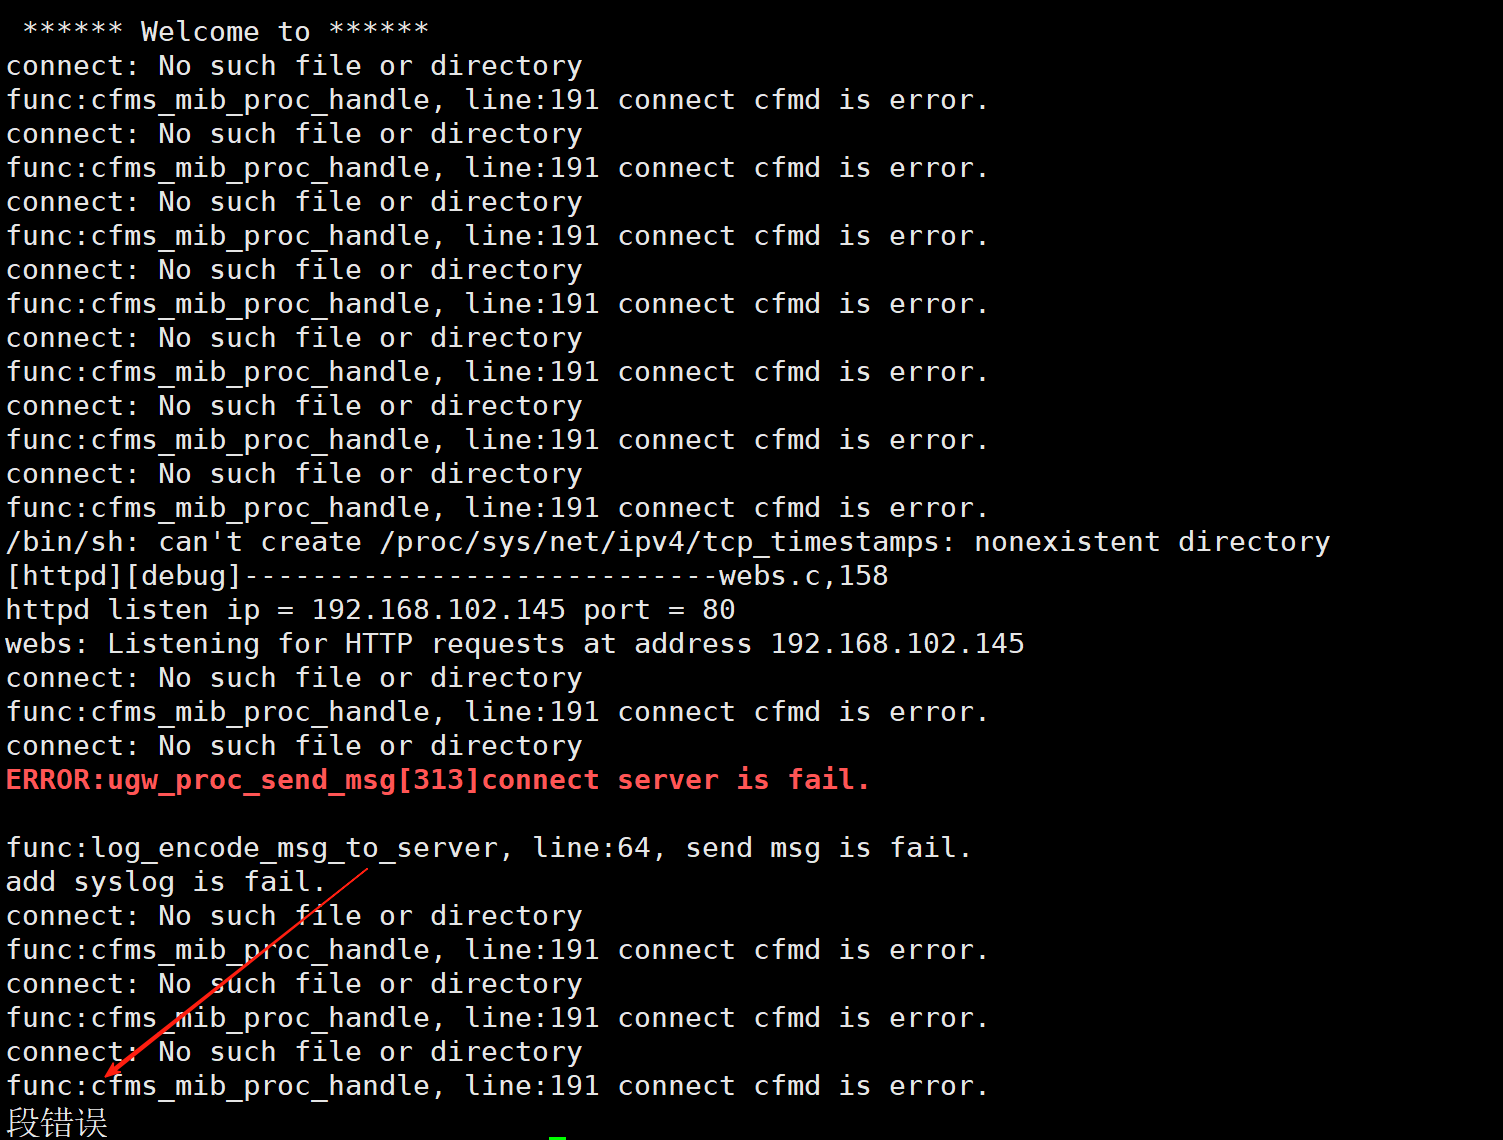 ****** Welcome to ******
connect: No such file or directory
func:cfms_mib_proc_handle, line:191 connect cfmd is error.
connect: No such file or directory
func:cfms_mib_proc_handle, line:191 connect cfmd is error.
connect: No such file or directory
func:cfms_mib_proc_handle, line:191 connect cfmd is error.
connect: No such file or directory
func:cfms_mib_proc_handle, line:191 connect cfmd is error.
connect: No such file or directory
func:cfms_mib_proc_handle, line:191 connect cfmd is error.
connect: No such file or directory
func:cfms_mib_proc_handle, line:191 connect cfmd is error.
connect: No such file or directory
func:cfms_mib_proc_handle, line:191 connect cfmd is error.
/bin/sh: can't create /proc/sys/net/ipv4/tcp_timestamps: nonexistent directory
[httpd][debug]----------------------------webs.c,158
httpd listen ip = 192.168.102.145 port = 80
webs: Listening for HTTP requests at address 192.168.102.145
connect: No such file or directory
func:cfms_mib_proc_handle, line:191 connect cfmd is error.
connect: No such file or directory
ERROR:ugw_proc_send_msg[313]connect server is fail.
func:log_encode_msg_to_server, line:64, send msg is fail.
add syslog is fail.
connect: No such file or directory
func:cfms_mib_proc_handle, line:191 connect cfmd is error.
connect: No such file or directory
func:cfms_mib_proc_handle, line:191 connect cfmd is error.
connect: No such file or directory
func:cfms_mib_proc_handle, line:191 connect cfmd is error.
段错误